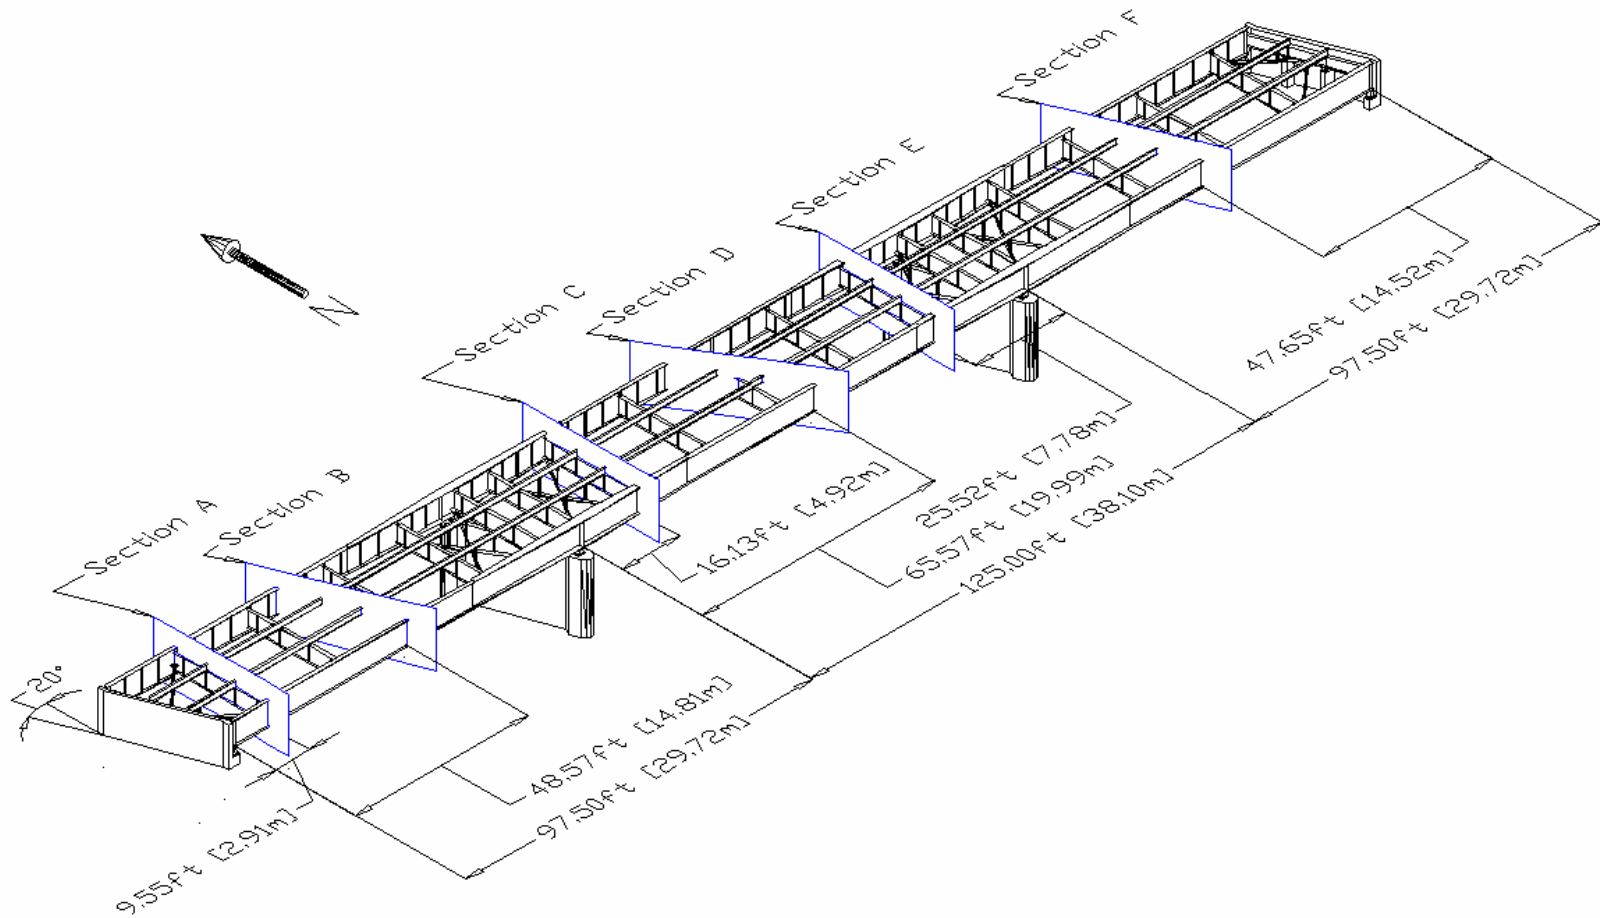 Section F
Section E
Section D
Section C
Section B
Section A
N
20°
47.65ft [14.52m]
97.50ft [29.72m]
25.52ft [7.78m]
16.13ft [4.92m]
65.57ft [19.99m]
125.00ft [38.10m]
48.57ft [14.81m]
97.50ft [29.72m]
9.55ft [2.91m]